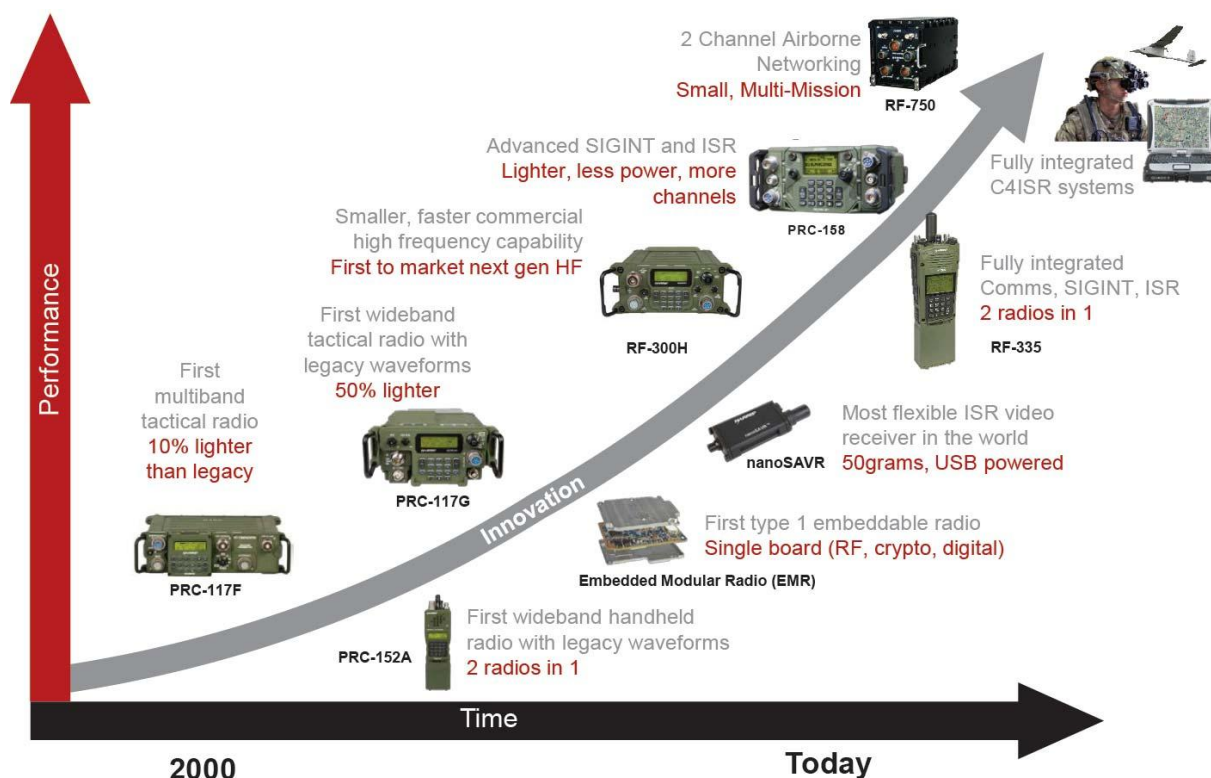 2 Channel Airborne
Networking
Small, Multi-Mission
RF-750
Advanced SIGINT and ISR
Lighter, less power, more
channels
PRC-158
Fully integrated
C4ISR systems
Smaller, faster commercial
high frequency capability
First to market next gen HF
RF-300H
Fully integrated
Comms, SIGINT, ISR
2 radios in 1
RF-335
First wideband
tactical radio with
legacy waveforms
50% lighter
PRC-117G
First
multiband
tactical radio
10% lighter
than legacy
PRC-117F
Most flexible ISR video
receiver in the world
50grams, USB powered
nanoSAVR
First type 1 embeddable radio
Single board (RF, crypto, digital)
Embedded Modular Radio (EMR)
First wideband handheld
radio with legacy waveforms
2 radios in 1
PRC-152A
Performance
Innovation
Time
2000
Today